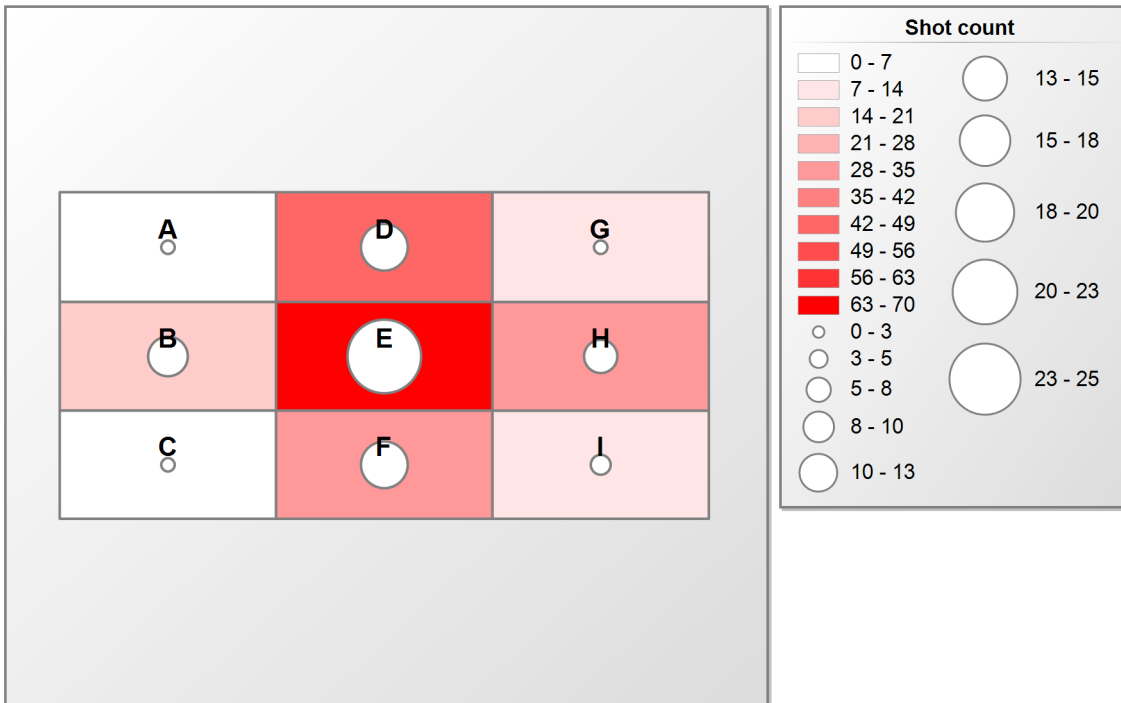 Shot count
0 - 7
7 - 14
14 - 21
21 - 28
28 - 35
35 - 42
42 - 49
49 - 56
56 - 63
63 - 70
0 - 3
3 - 5
5 - 8
8 - 10
10 - 13
13 - 15
15 - 18
18 - 20
20 - 23
23 - 25
A D G
B E H
C F I